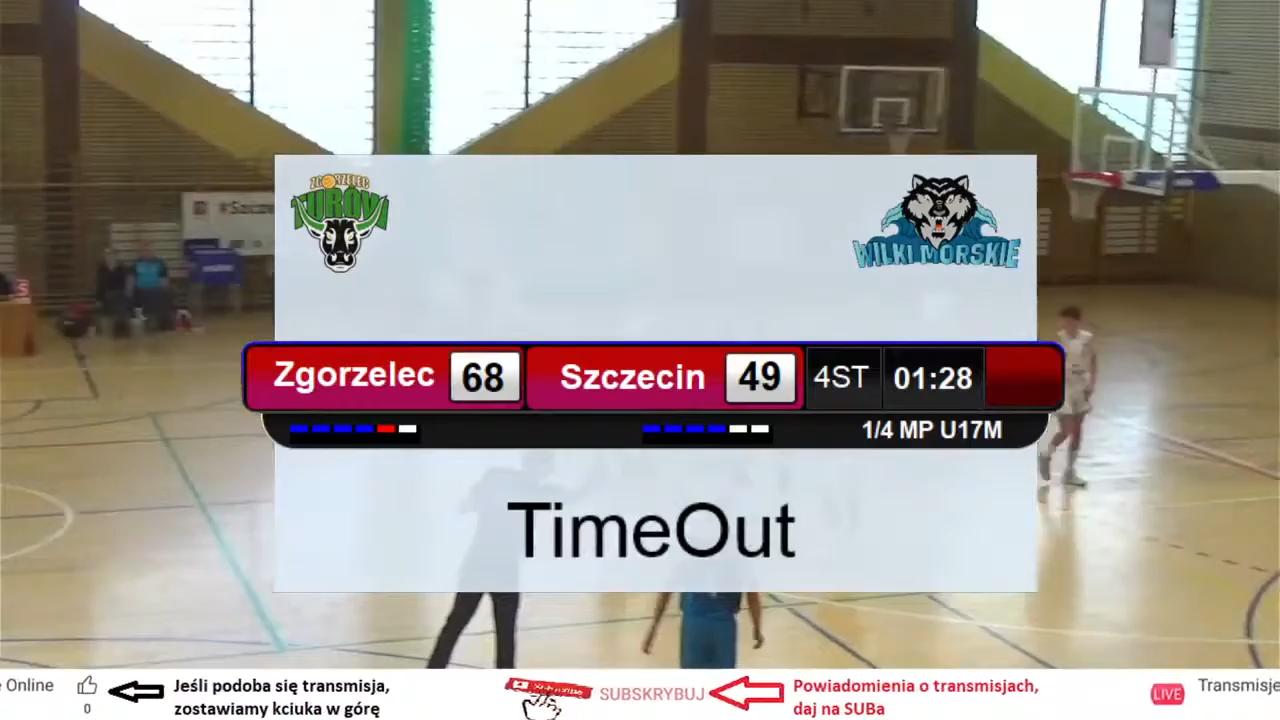 #Szcze
ZGORZELEC
TURÓW
WILKI MORSKIE
Zgorzelec 68 Szczecin 49 4ST 01:28
1/4 MP U17M
TimeOut
Online
0
Jeśli podoba się transmisja,
zostawiamy kciuka w górę
SUBSKRYBUJ
Powiadomienia o transmisjach,
daj na SUBa
LIVE
Transmisje